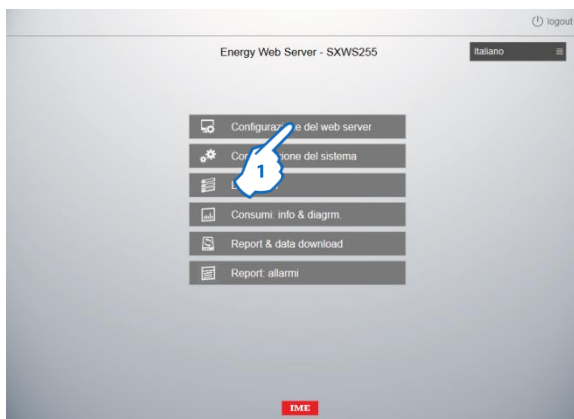 logout
Energy Web Server - SXWS255
Italiano
Configurazione del web server
del sistema
Consumi: info & diagrm.
Report & data download
Report: allarmi
1
IME